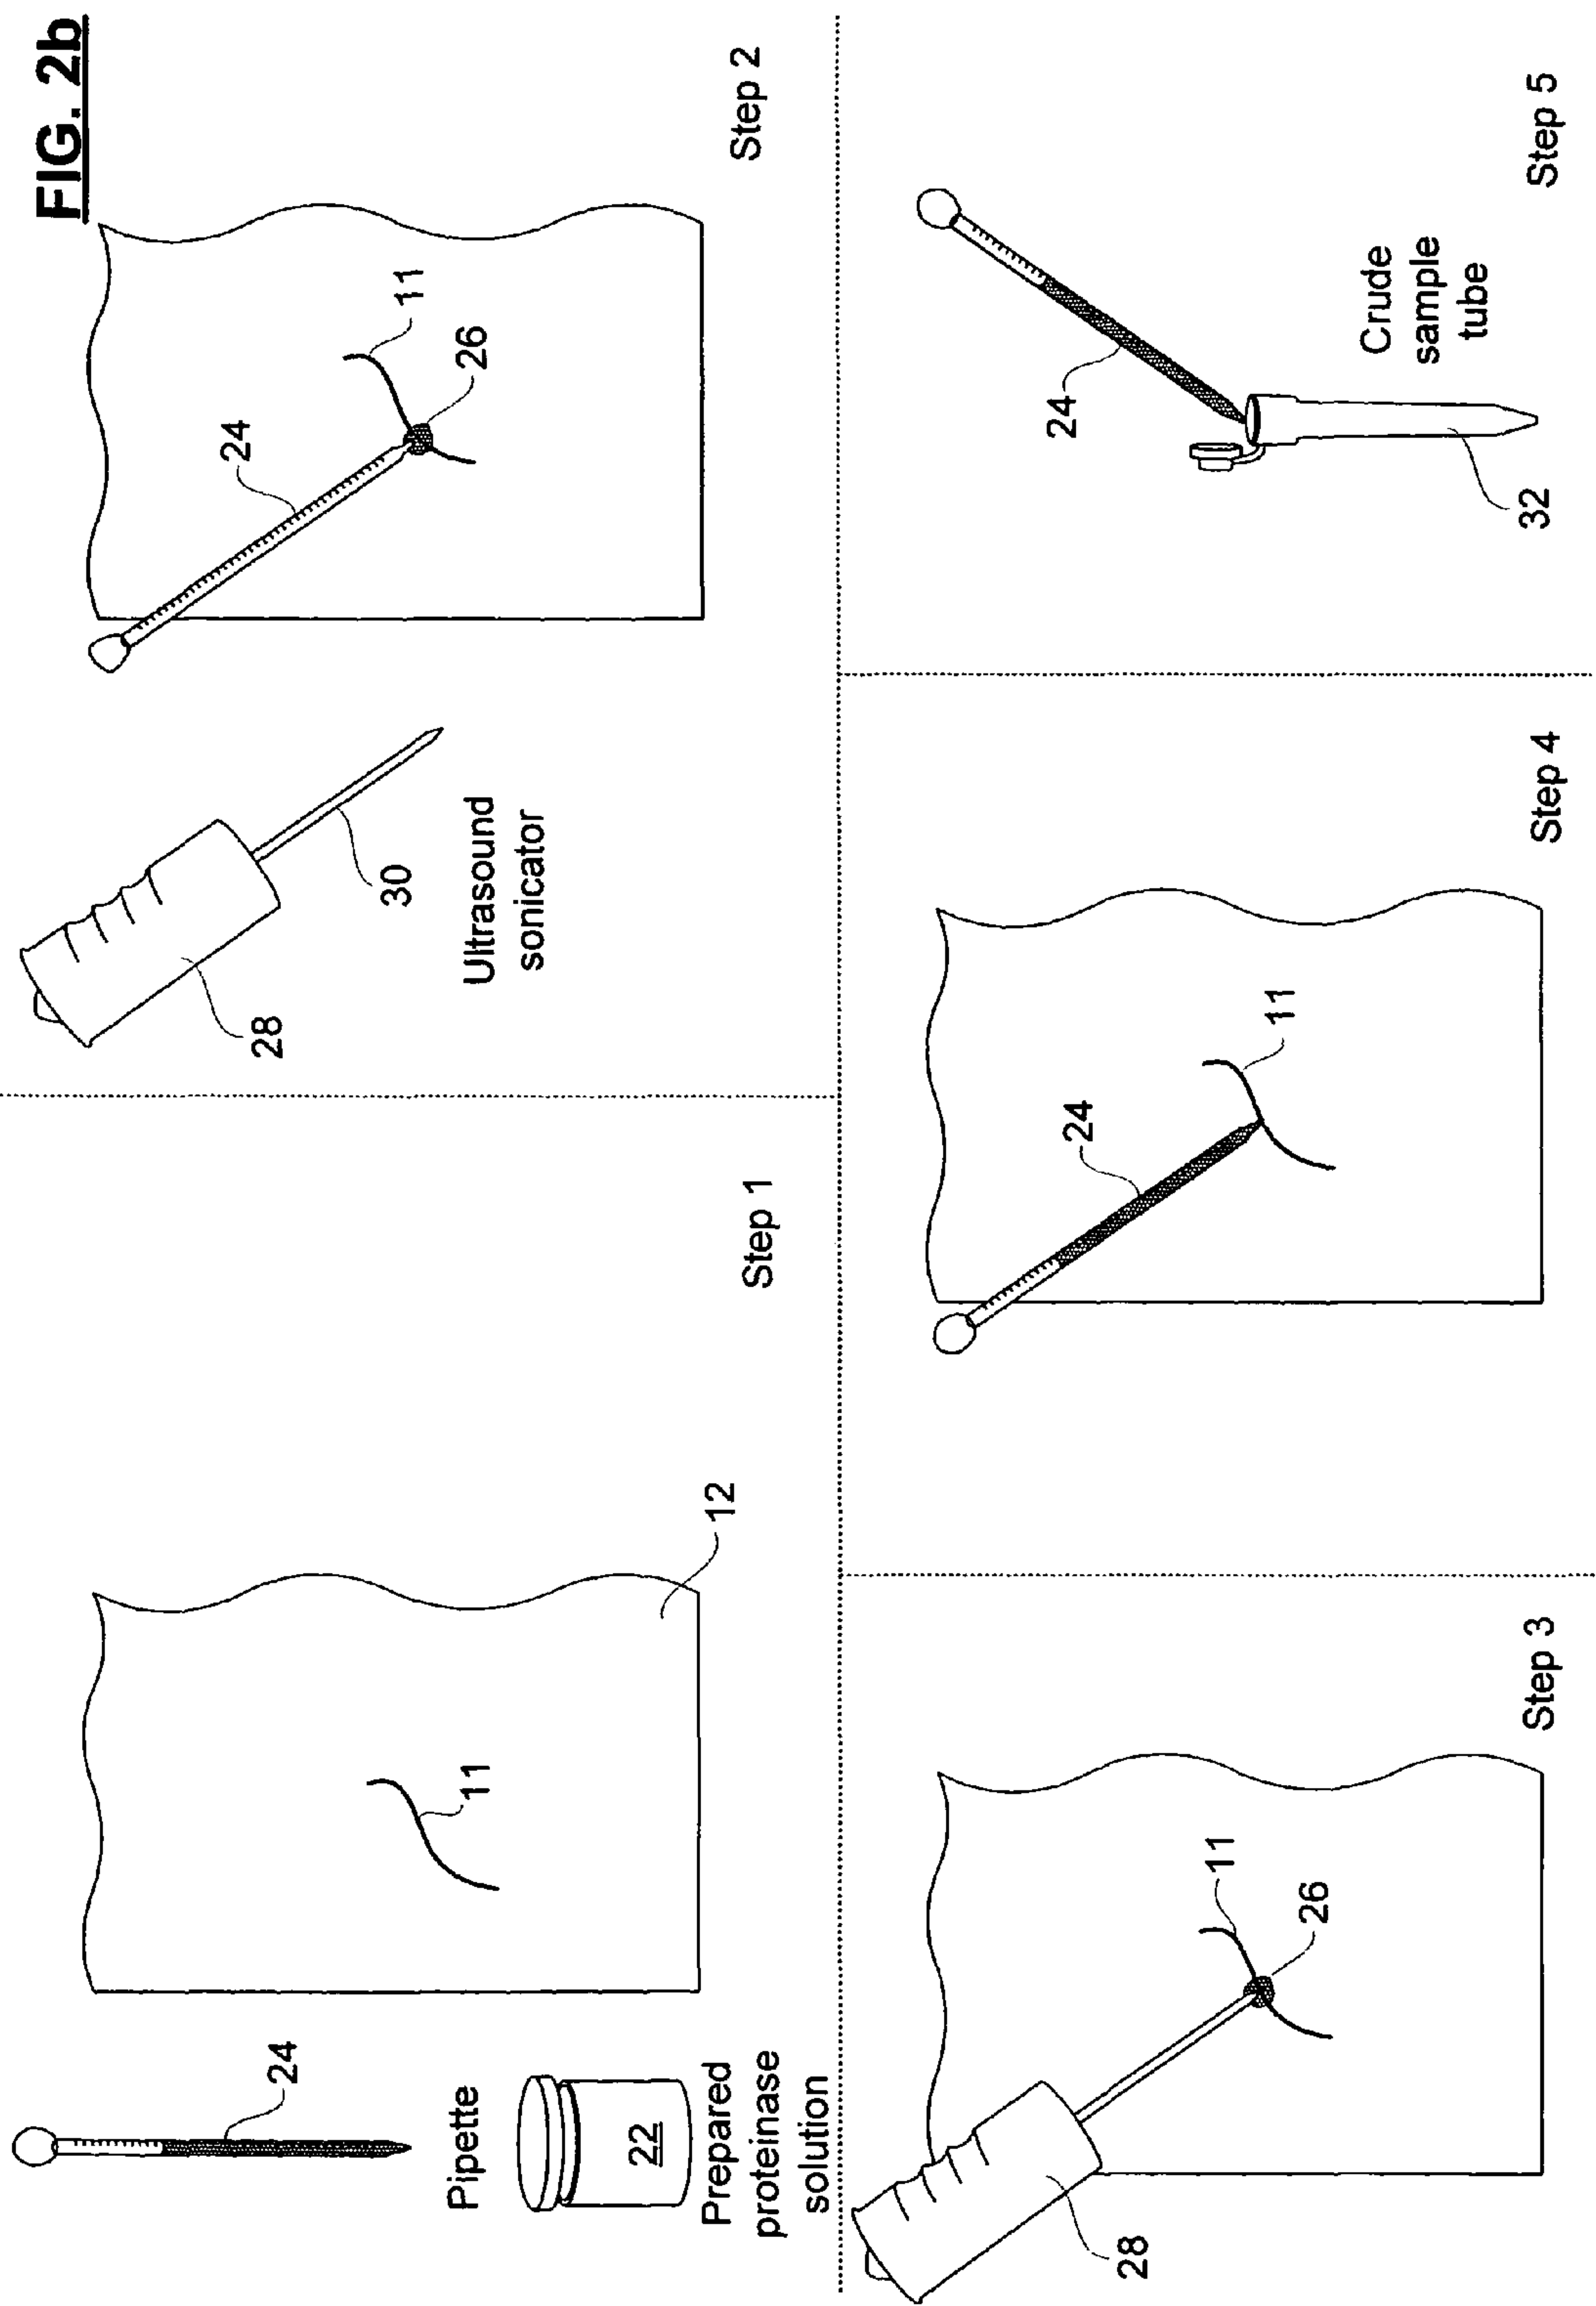 FIG. 2b
24
Pipette
22
Prepared
proteinase
solution
11
12
Step 1
28
30
Ultrasound
sonicator
24
11
26
Step 2
28
11
26
Step 3
24
11
Step 4
24
32
Crude
sample
tube
Step 5